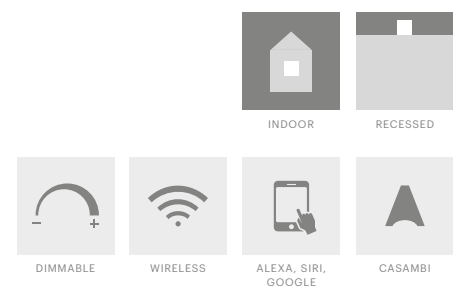 INDOOR
RECESSED
DIMMABLE
WIRELESS
ALEXA, SIRI,
GOOGLE
CASAMBI